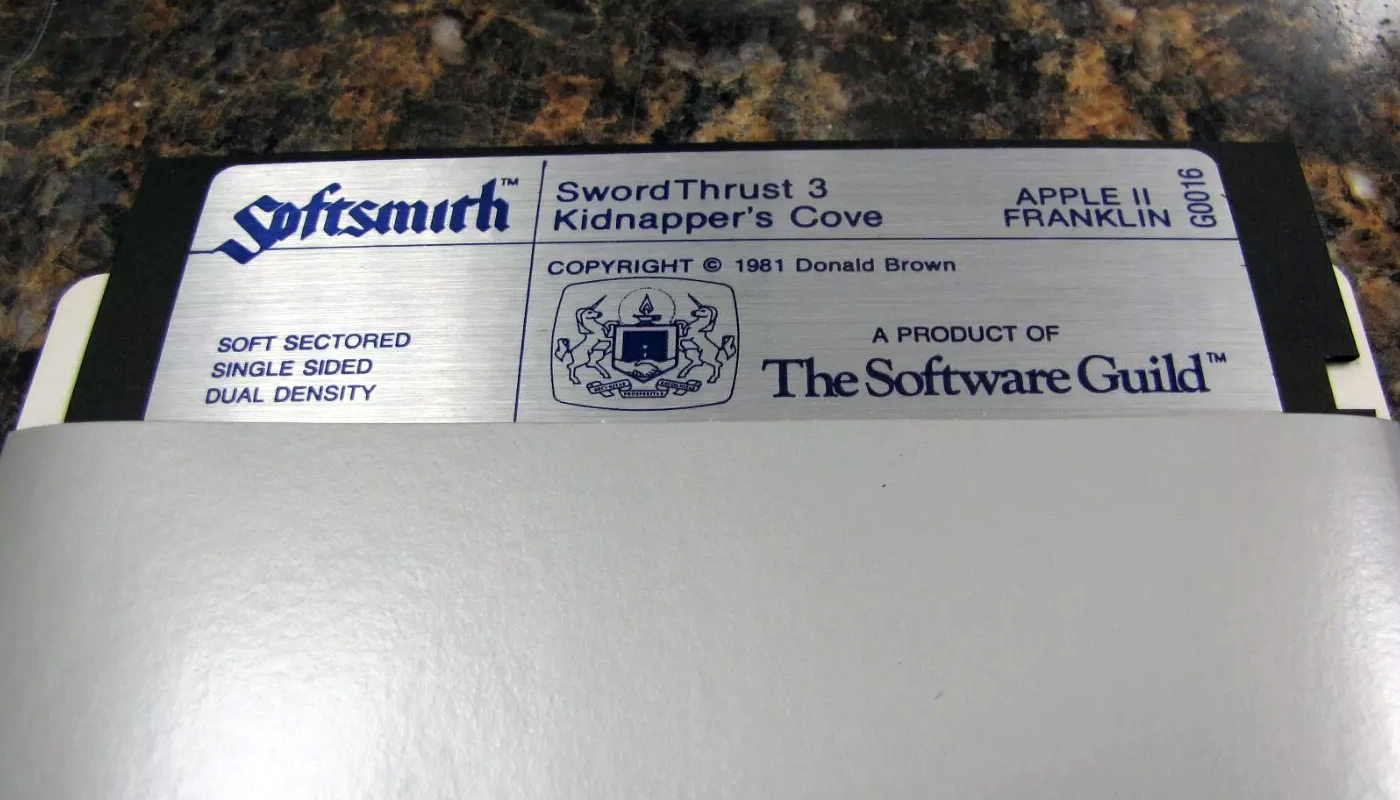 Softsmith™
SwordThrust 3
Kidnapper's Cove
APPLE II
FRANKLIN
G0016
COPYRIGHT © 1981 Donald Brown
SOFT SECTORED
SINGLE SIDED
DUAL DENSITY
PROSPERITAS
A PRODUCT OF
The Software Guild™